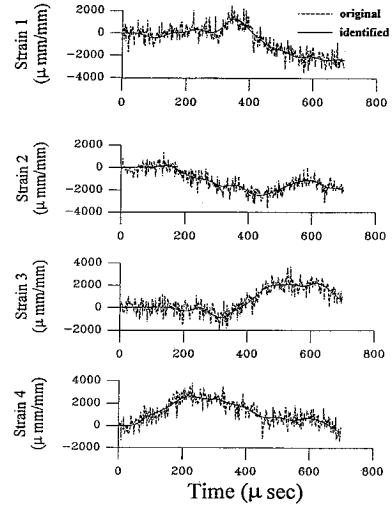 original
identified
Strain 1
(μ mm/mm)
2000
0
-2000
-4000
0 200 400 600 800
Strain 2
(μ mm/mm)
2000
0
-2000
-4000
0 200 400 600 800
Strain 3
(μ mm/mm)
4000
2000
0
-2000
0 200 400 600 800
Strain 4
(μ mm/mm)
4000
2000
0
-2000
0 200 400 600 800
Time (μ sec)